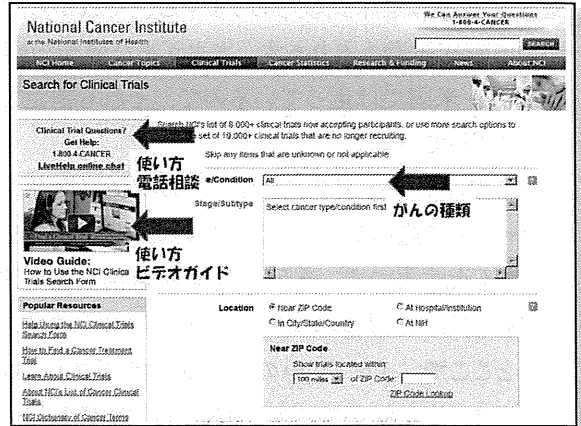 National Cancer Institute
at the National Institutes of Health
We Can Answer Your Questions
1-800-4-CANCER
SEARCH
NCI Home Cancer Topics Clinical Trials Cancer Statistics Research & Funding News About NCI
Search for Clinical Trials
Clinical Trial Questions?
Get Help:
1-800-4-CANCER
LiveHelp online chat
使い方
電話相談
Search NCI's list of 8,000+ clinical trials now accepting participants, or use more search options to
set of 19,000+ clinical trials that are no longer recruiting.
Skip any items that are unknown or not applicable
e/Condition
All
がんの種類
Stage/Subtype
Select cancer type/condition first
使い方
ビデオガイド
Video Guide:
How to Use the NCI Clinica
Trials Search Form
Popular Resources
Help Using the NCI Clinical Trials
Search Form
How to Find a Cancer Treatment
Trial
Learn About Clinical Trials
About NCI's List of Cancer Clinical
Trials
NCI Dictionary of Cancer Terms
Location
Near ZIP Code
At Hospital/Institution
In City/State/Country
At NIH
Near ZIP Code
Show trials located within:
100 miles of ZIP Code:
ZIP Code Lookup